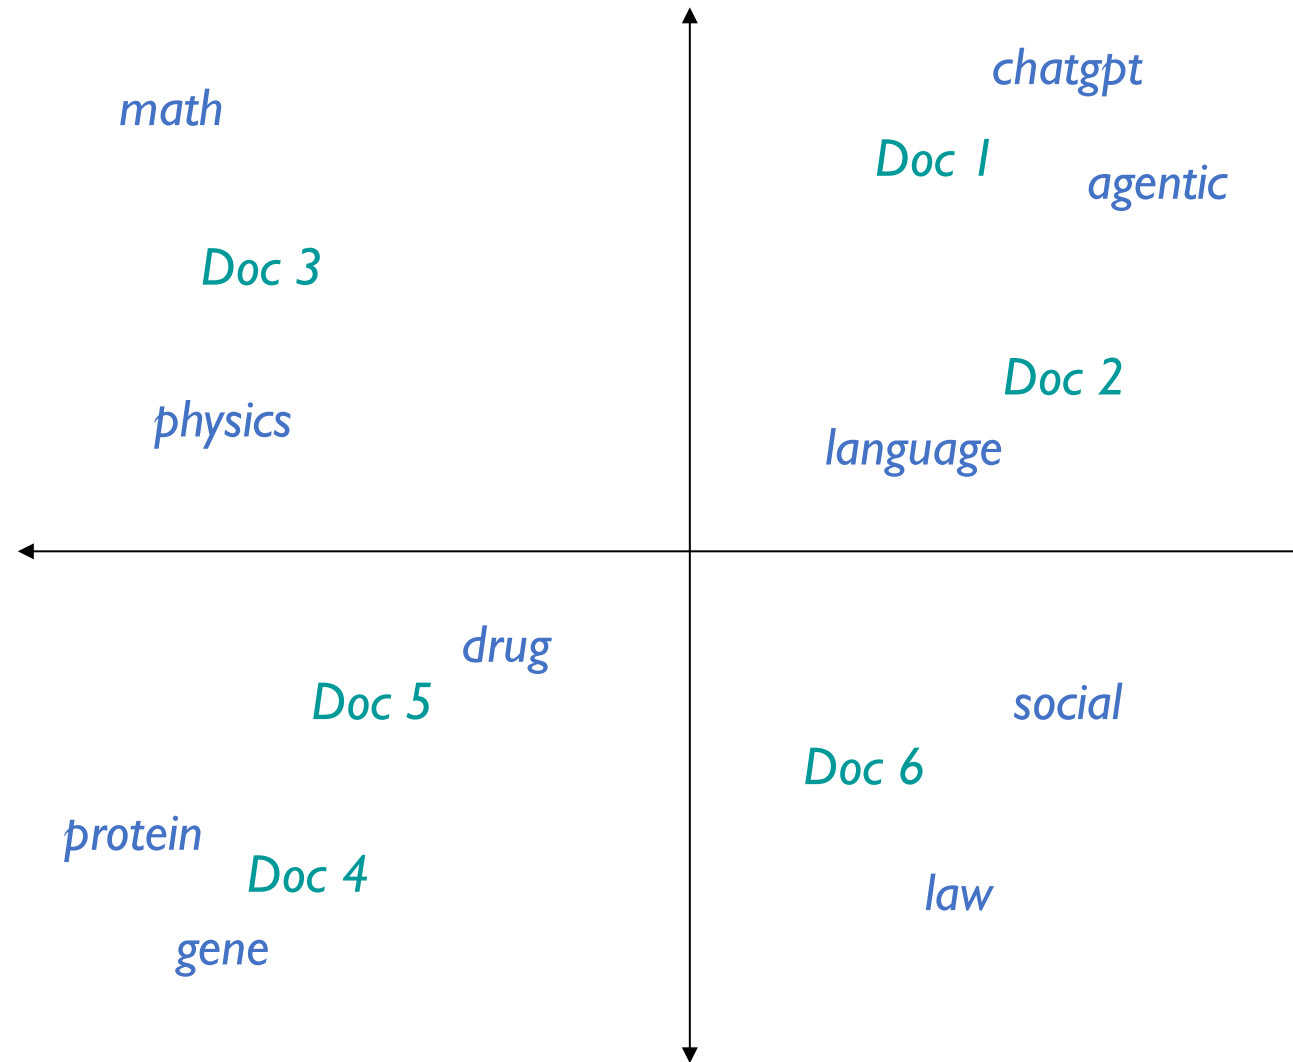 chatgpt
math
Doc 1
agentic
Doc 3
Doc 2
physics
language
drug
Doc 5
social
Doc 6
protein
Doc 4
law
gene